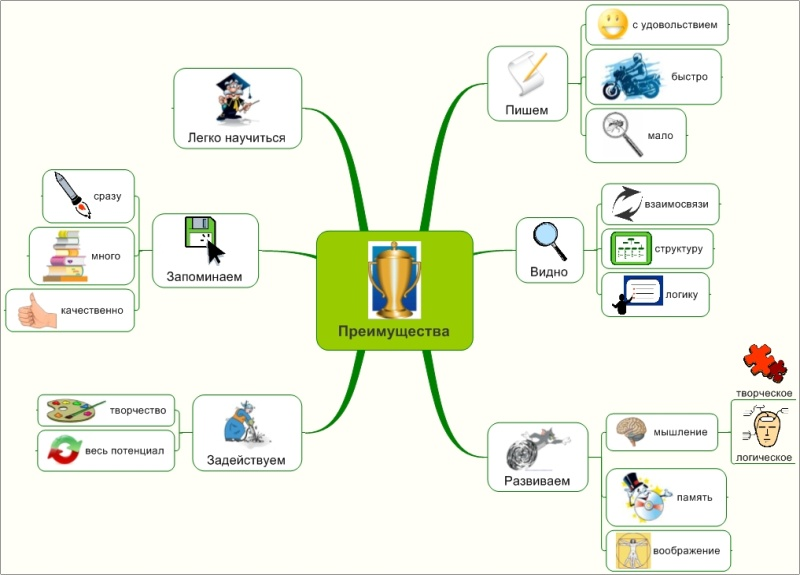 Преимущества
Пишем
с удовольствием
быстро
мало
Видно
взаимосвязи
структуру
логику
Развиваем
мышление
творческое
логическое
память
воображение
Задействуем
творчество
весь потенциал
Запоминаем
сразу
много
качественно
Легко научиться